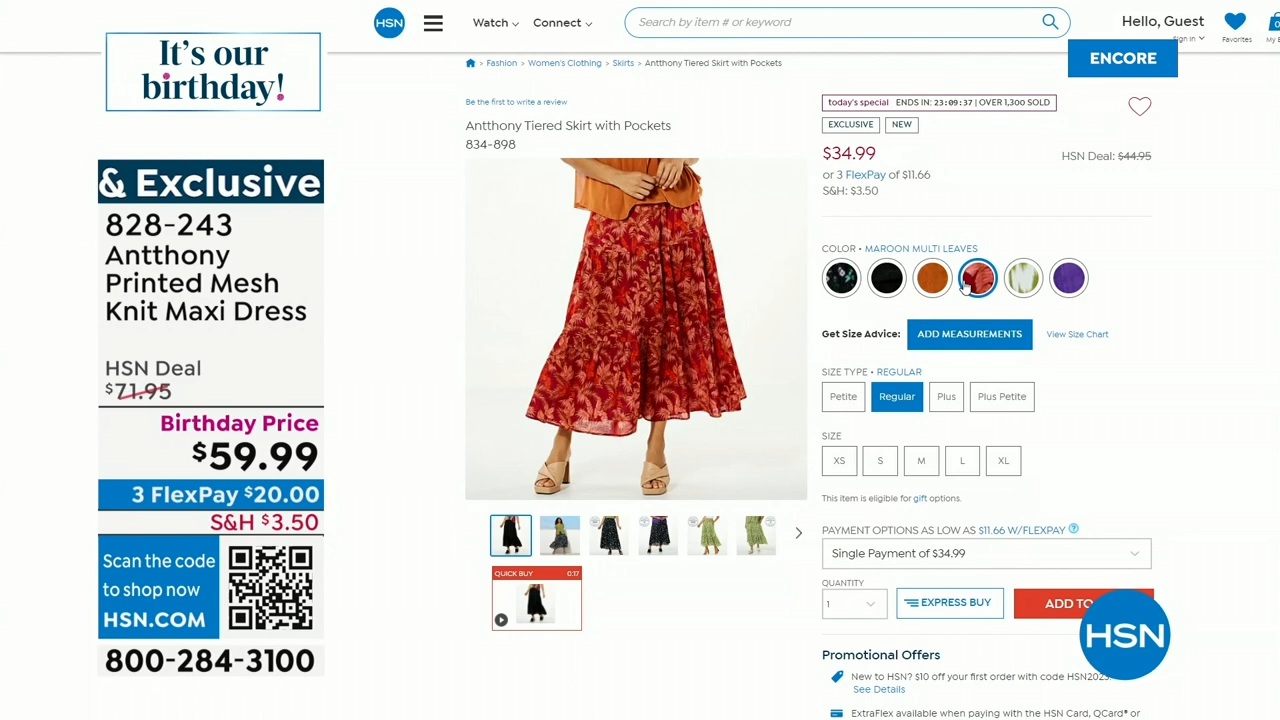 It's our
birthday!
& Exclusive
828-243
Antthony
Printed Mesh
Knit Maxi Dress
HSN Deal
$71.95
Birthday Price
$59.99
3 FlexPay $20.00
S&H $3.50
Scan the code
to shop now
HSN.COM
800-284-3100
HSN
Watch
Connect
Search by item # or keyword
Hello, Guest
Sign In
Favorites
0
My
ENCORE
> Fashion > Women's Clothing > Skirts > Antthony Tiered Skirt with Pockets
Be the first to write a review
Antthony Tiered Skirt with Pockets
834-898
today's special ENDS IN: 23:09:37 | OVER 1,300 SOLD
EXCLUSIVE
NEW
$34.99
HSN Deal: $44.95
or 3 FlexPay of $11.66
S&H: $3.50
COLOR • MAROON MULTI LEAVES
Get Size Advice:
ADD MEASUREMENTS
View Size Chart
SIZE TYPE • REGULAR
Petite
Regular
Plus
Plus Petite
SIZE
XS
S
M
L
XL
This item is eligible for gift options.
PAYMENT OPTIONS AS LOW AS $11.66 W/FLEXPAY ?
Single Payment of $34.99
QUANTITY
1
EXPRESS BUY
ADD TO
QUICK BUY 0:17
HSN
Promotional Offers
New to HSN? $10 off your first order with code HSN2023.
See Details
ExtraFlex available when paying with the HSN Card, QCard® or